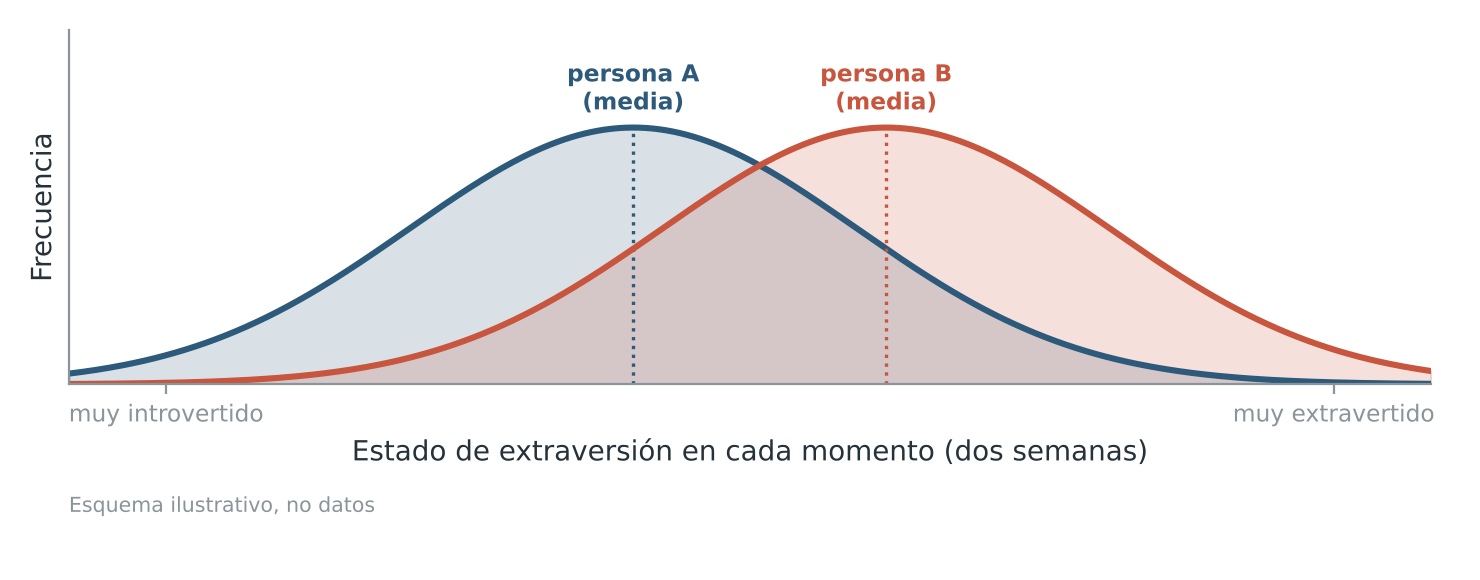 persona A
(media)
persona B
(media)
Frecuencia
muy introvertido
muy extravertido
Estado de extraversión en cada momento (dos semanas)
Esquema ilustrativo, no datos